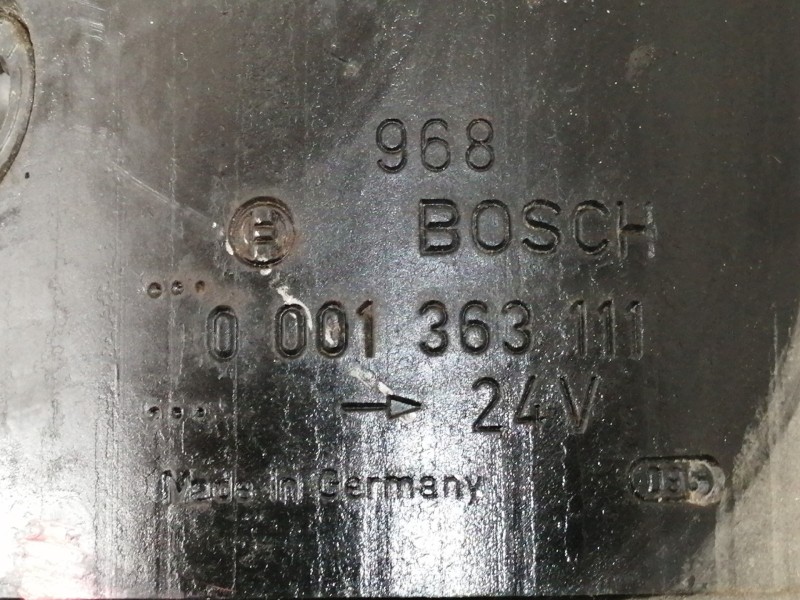 968
BOSCH
0 001 363 111
→ 24V
Made in Germany